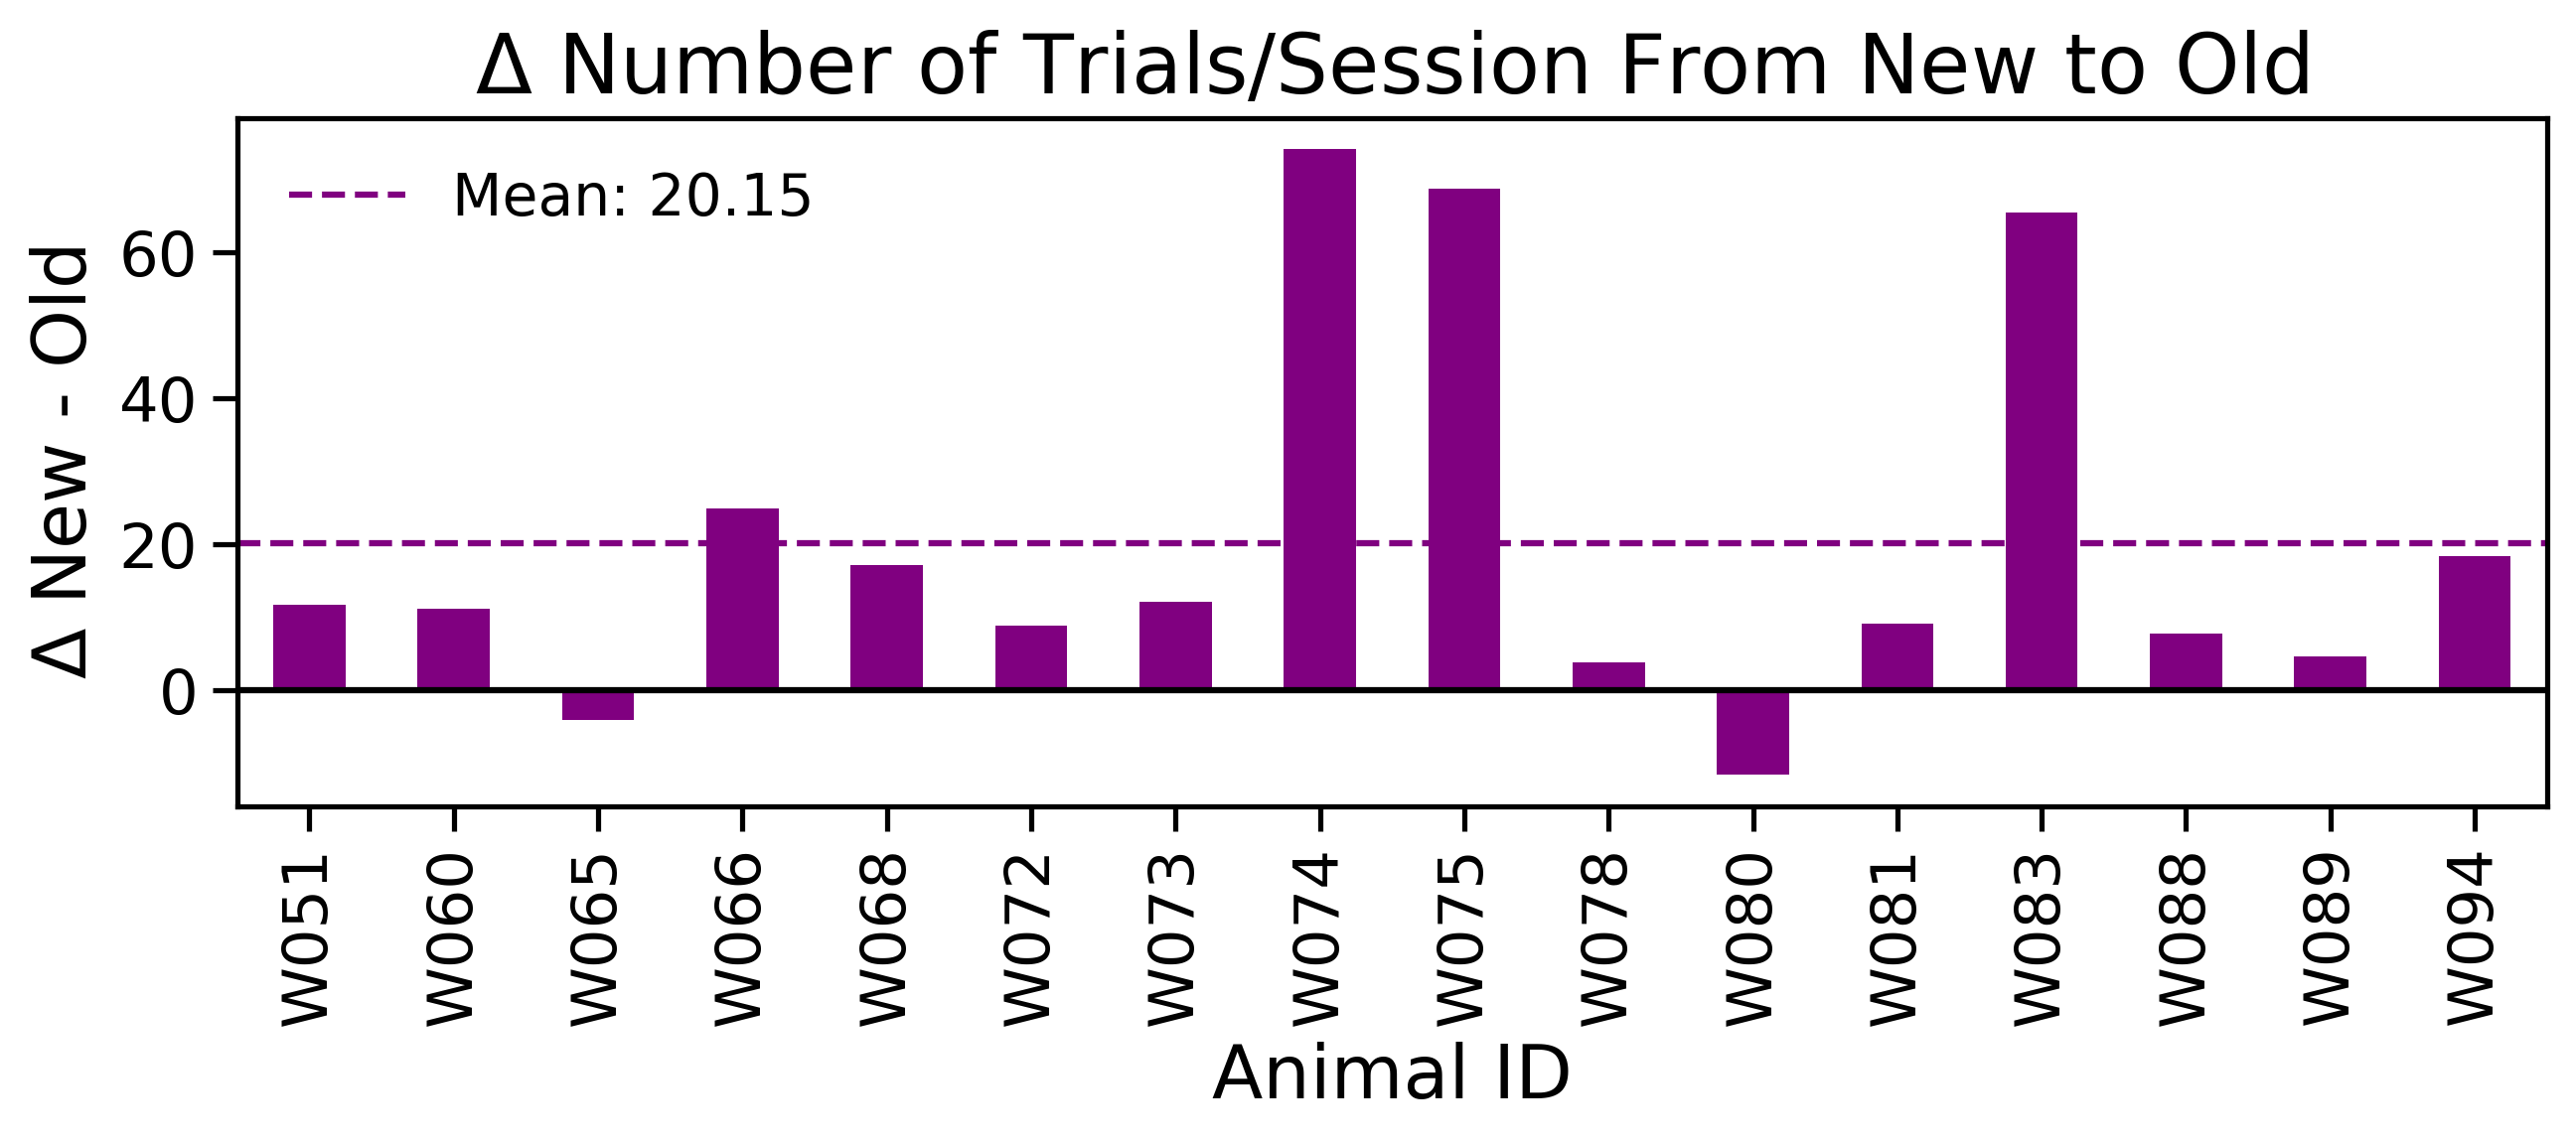 Δ Number of Trials/Session From New to Old
Mean: 20.15
Δ New - Old
60
40
20
0
W051
W060
W065
W066
W068
W072
W073
W074
W075
W078
W080
W081
W083
W088
W089
W094
Animal ID